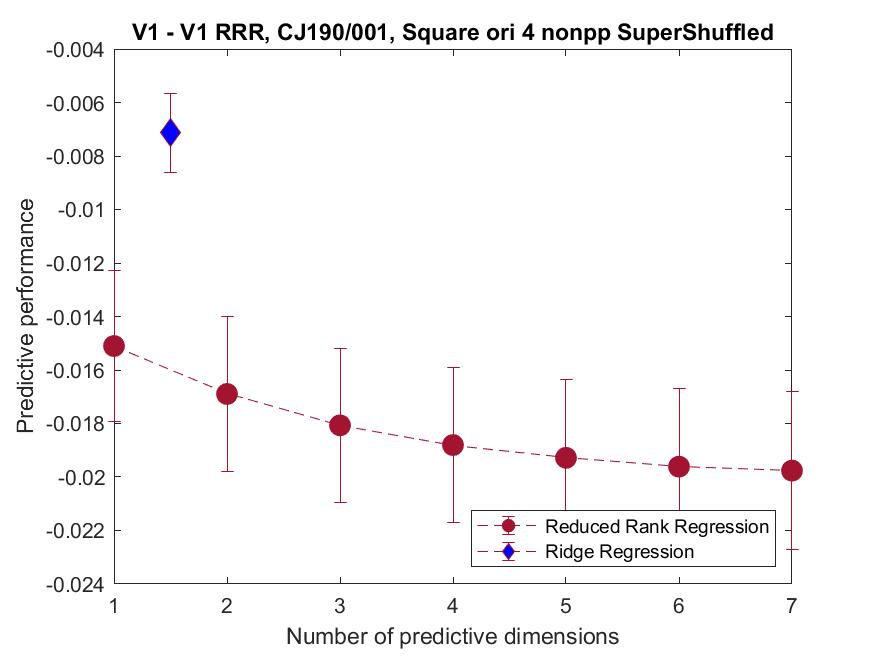 V1 - V1 RRR, CJ190/001, Square ori 4 nonpp SuperShuffled
-0.004
-0.006
-0.008
-0.01
-0.012
-0.014
-0.016
-0.018
-0.02
-0.022
-0.024
Predictive performance
Reduced Rank Regression
Ridge Regression
1 2 3 4 5 6 7
Number of predictive dimensions